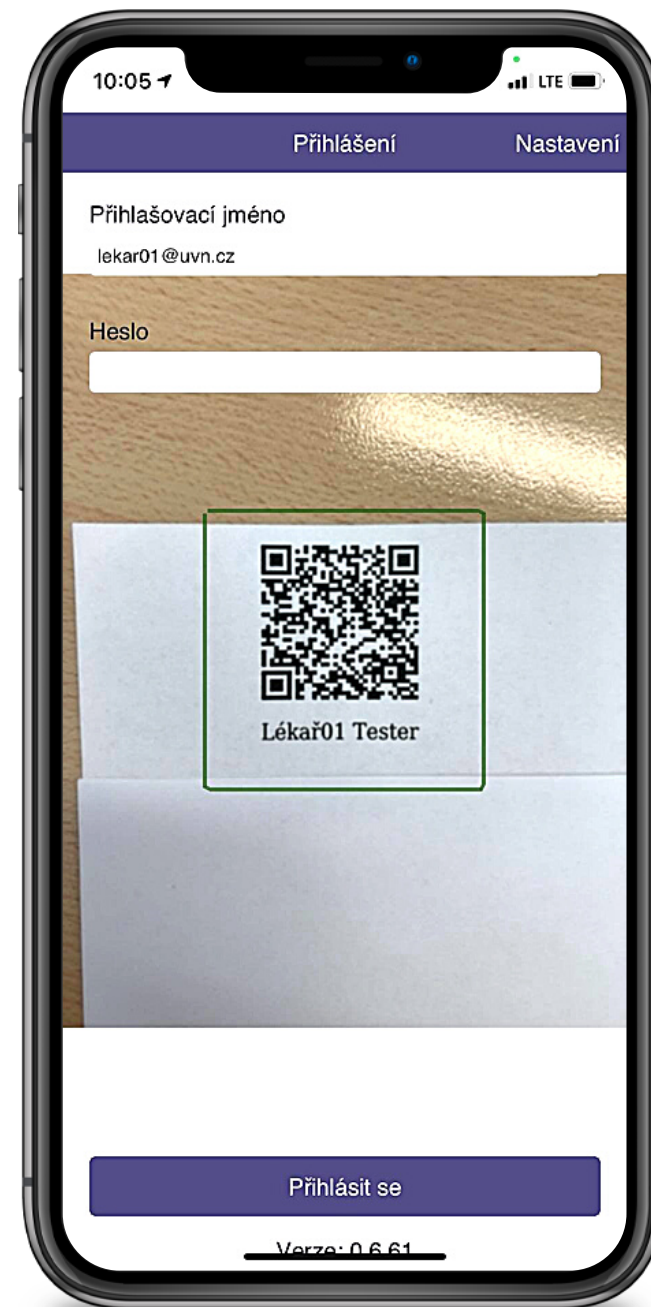 10:05
LTE
Přihlášení
Nastavení
Přihlašovací jméno
lekar01@uvn.cz
Heslo
Lékař01 Tester
Přihlásit se
Verze: 0.6.61